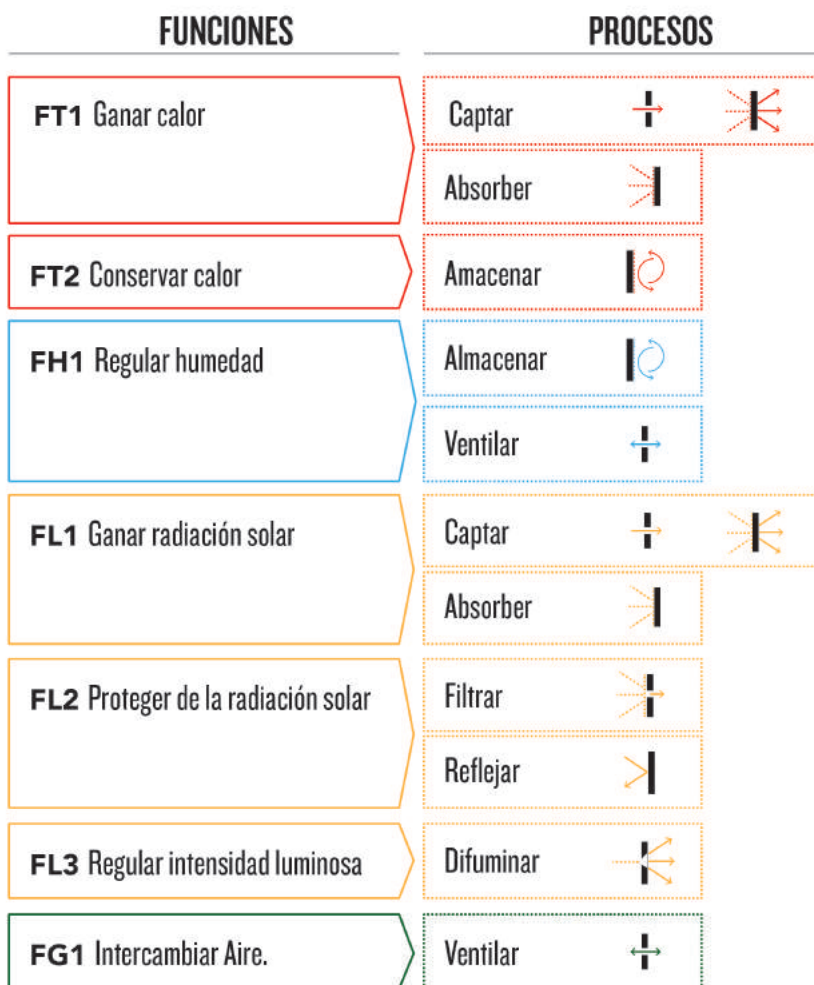 FUNCIONES PROCESOS
FT1 Ganar calor Captar
Absorber
FT2 Conservar calor Amacenar
FH1 Regular humedad Almacenar
Ventilar
FL1 Ganar radiación solar Captar
Absorber
FL2 Proteger de la radiación solar Filtrar
Reflejar
FL3 Regular intensidad luminosa Difuminar
FG1 Intercambiar Aire. Ventilar